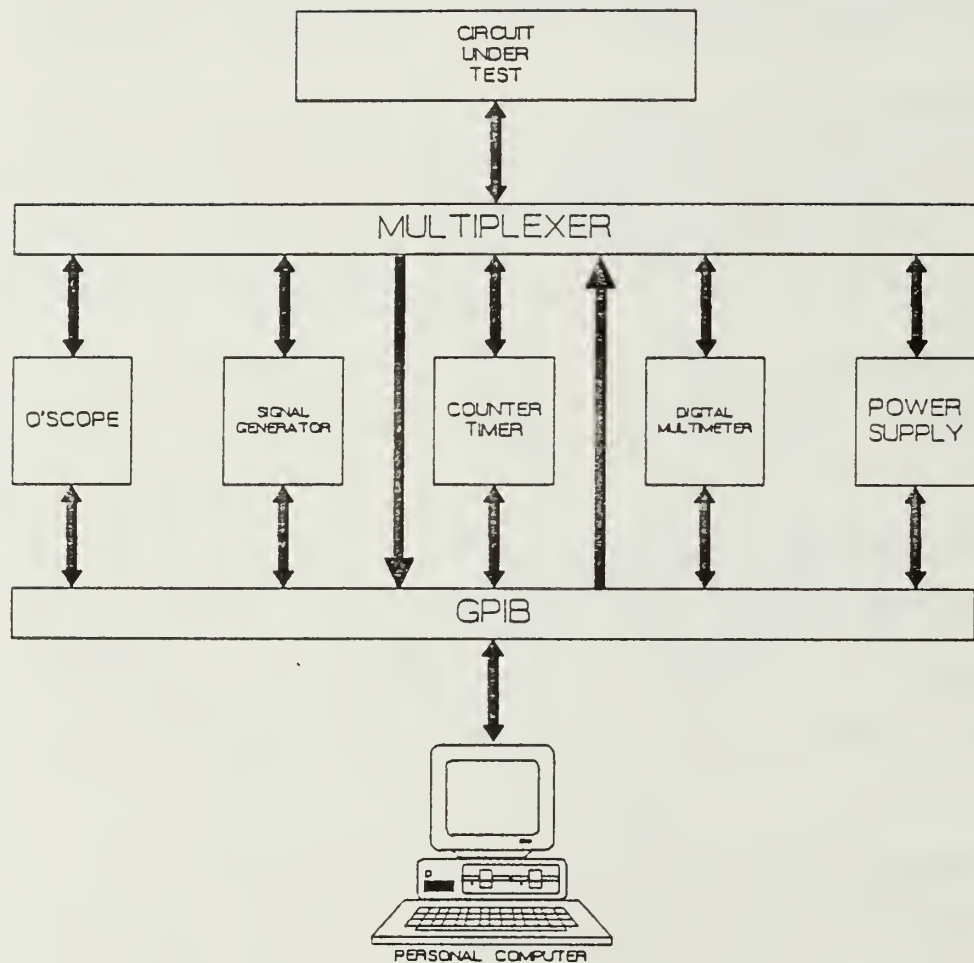 CIRCUIT
UNDER
TEST
MULTIPLEXER
O'SCOPE
SIGNAL
GENERATOR
COUNTER
TIMER
DIGITAL
MULTIMETER
POWER
SUPPLY
GPIB
PERSONAL COMPUTER